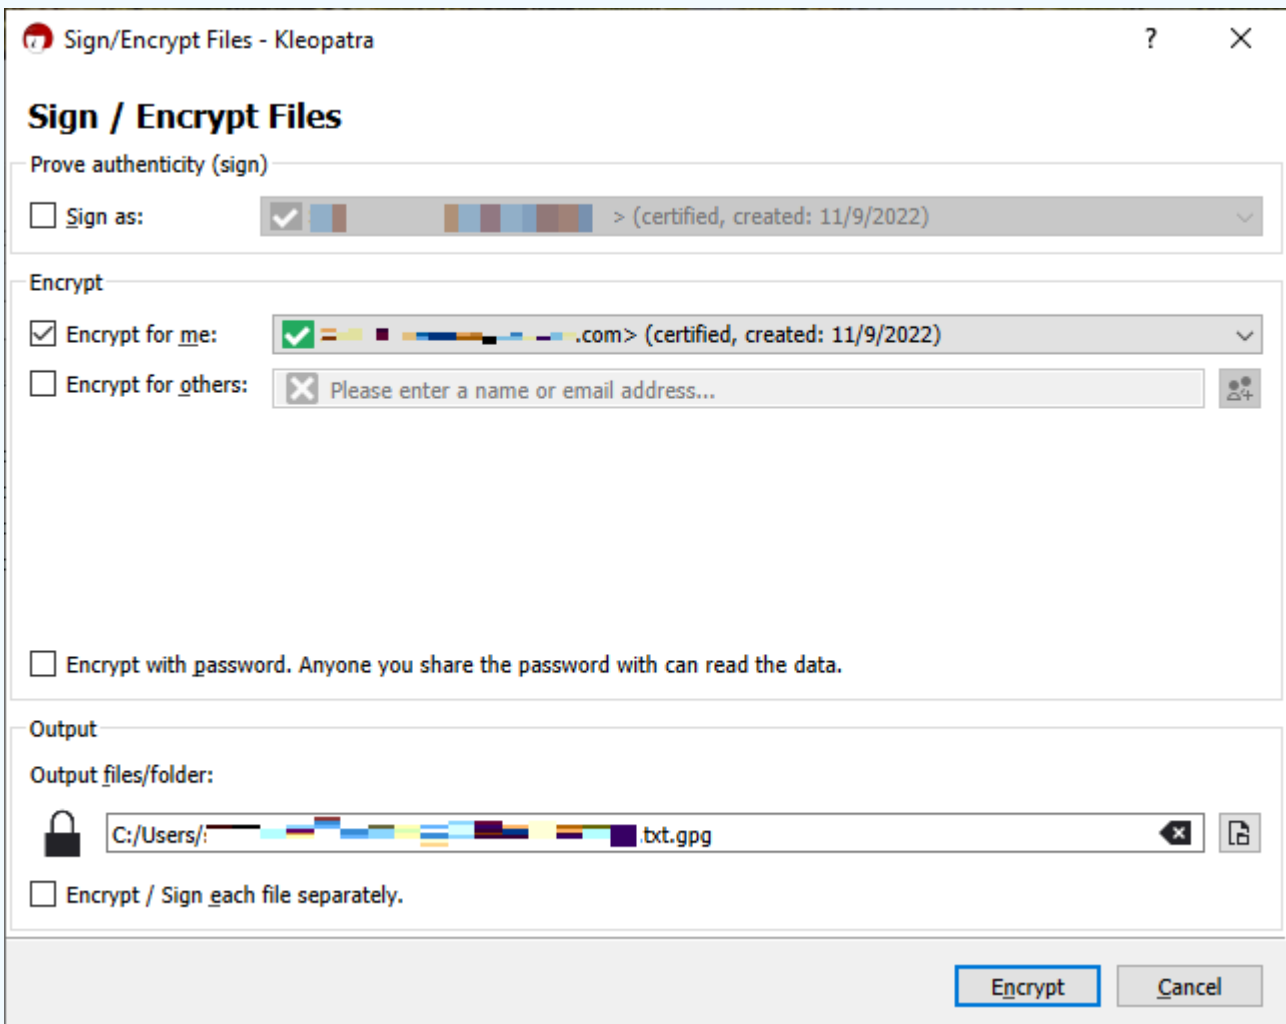 Sign/Encrypt Files - Kleopatra
Sign / Encrypt Files
Prove authenticity (sign)
Sign as: > (certified, created: 11/9/2022)
Encrypt
Encrypt for me: .com> (certified, created: 11/9/2022)
Encrypt for others: Please enter a name or email address...
Encrypt with password. Anyone you share the password with can read the data.
Output
Output files/folder:
C:/Users/ .txt.gpg
Encrypt / Sign each file separately.
Encrypt Cancel